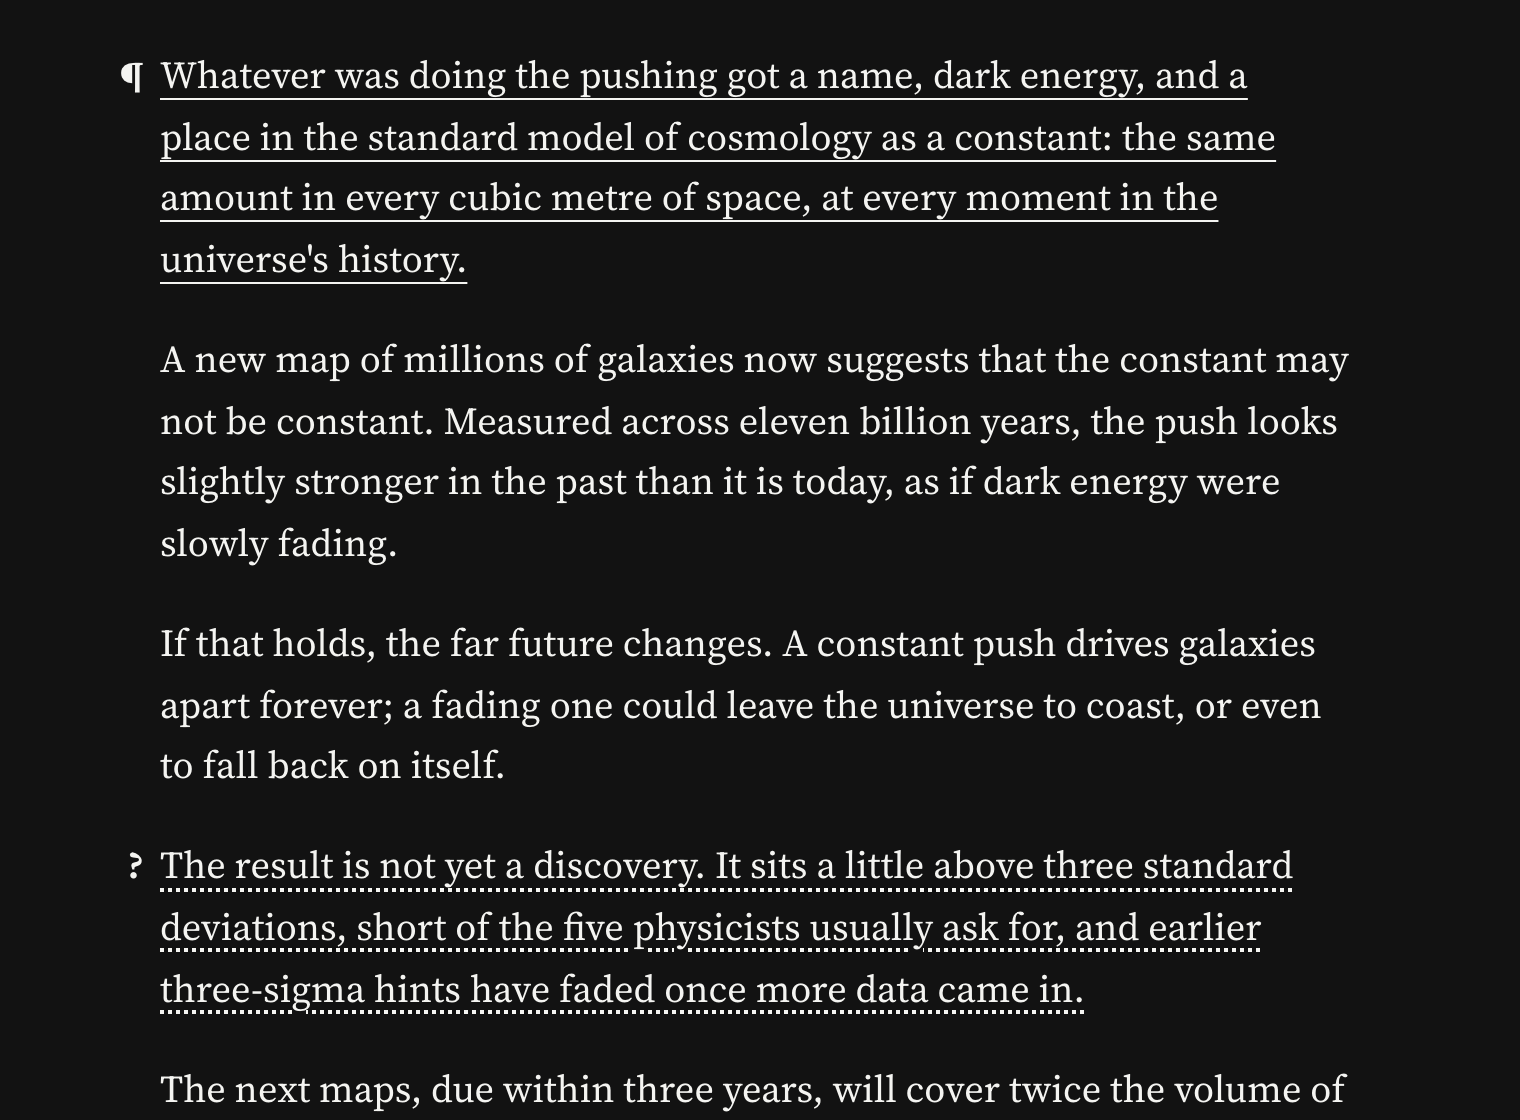 ¶ Whatever was doing the pushing got a name, dark energy, and a
place in the standard model of cosmology as a constant: the same
amount in every cubic metre of space, at every moment in the
universe's history.
A new map of millions of galaxies now suggests that the constant may
not be constant. Measured across eleven billion years, the push looks
slightly stronger in the past than it is today, as if dark energy were
slowly fading.
If that holds, the far future changes. A constant push drives galaxies
apart forever; a fading one could leave the universe to coast, or even
to fall back on itself.
? The result is not yet a discovery. It sits a little above three standard
deviations, short of the five physicists usually ask for, and earlier
three-sigma hints have faded once more data came in.
The next maps, due within three years, will cover twice the volume of